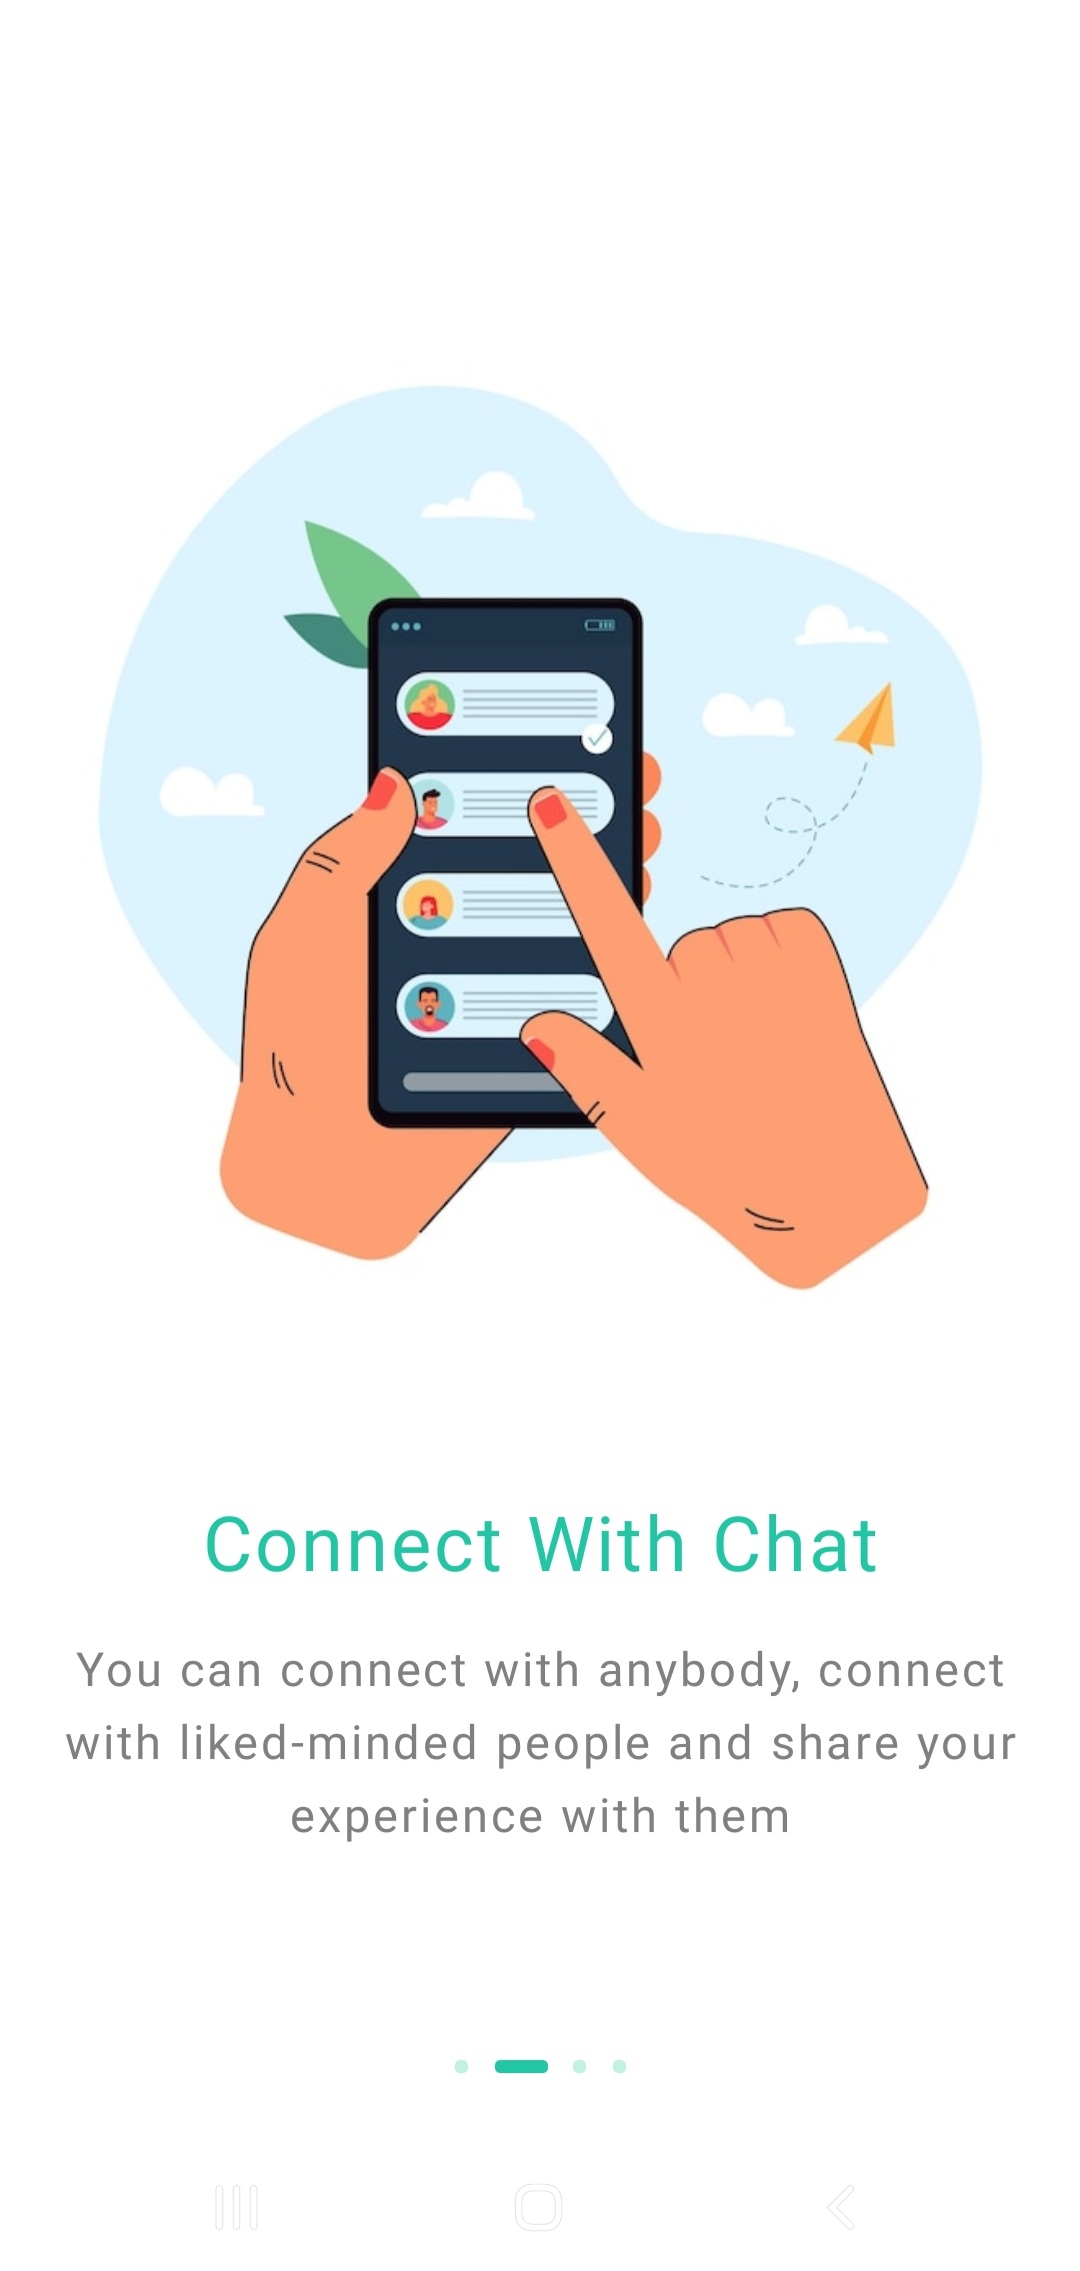 Connect With Chat
You can connect with anybody, connect
with liked-minded people and share your
experience with them